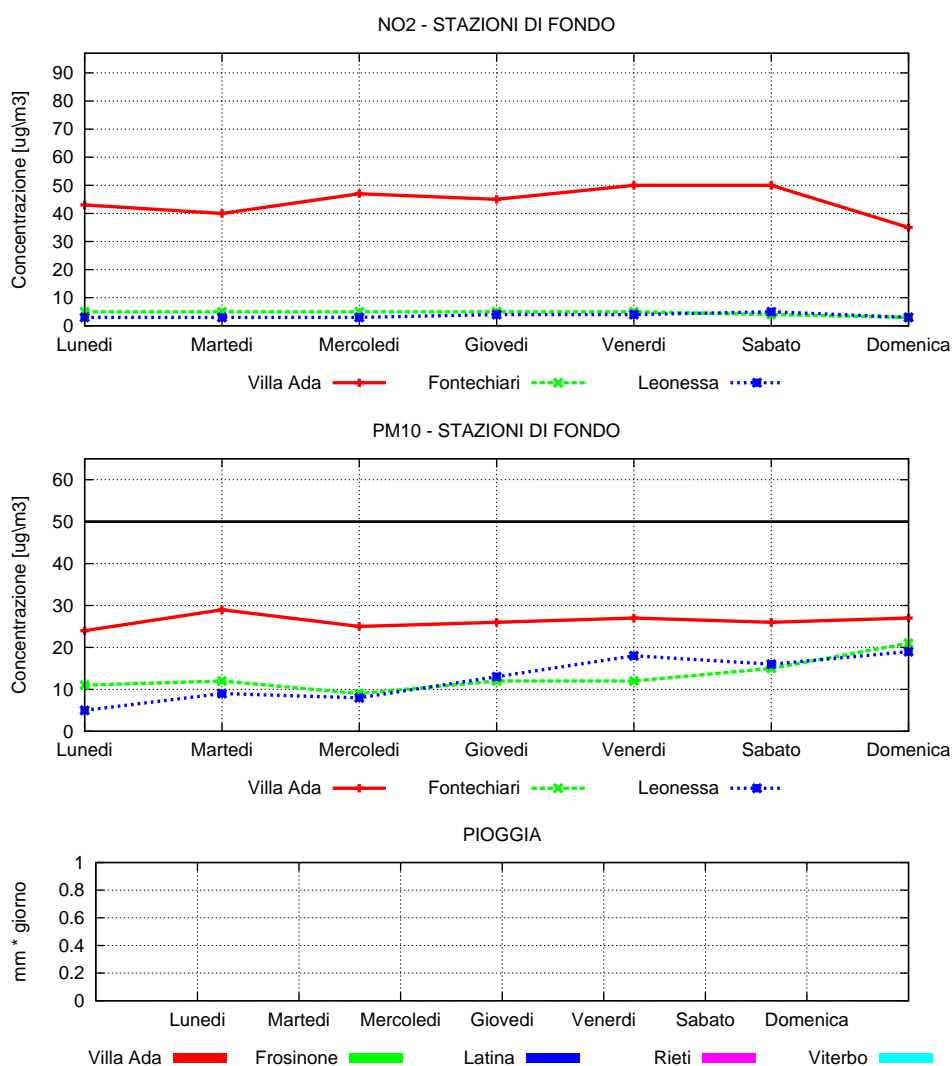 NO2 - STAZIONI DI FONDO
Concentrazione [ug\m3]
90
80
70
60
50
40
30
20
10
0
Lunedi Martedi Mercoledi Giovedi Venerdi Sabato Domenica
Villa Ada Fontechiari Leonessa
PM10 - STAZIONI DI FONDO
Concentrazione [ug\m3]
60
50
40
30
20
10
0
Lunedi Martedi Mercoledi Giovedi Venerdi Sabato Domenica
Villa Ada Fontechiari Leonessa
PIOGGIA
mm * giorno
1
0.8
0.6
0.4
0.2
0
Lunedi Martedi Mercoledi Giovedi Venerdi Sabato Domenica
Villa Ada Frosinone Latina Rieti Viterbo